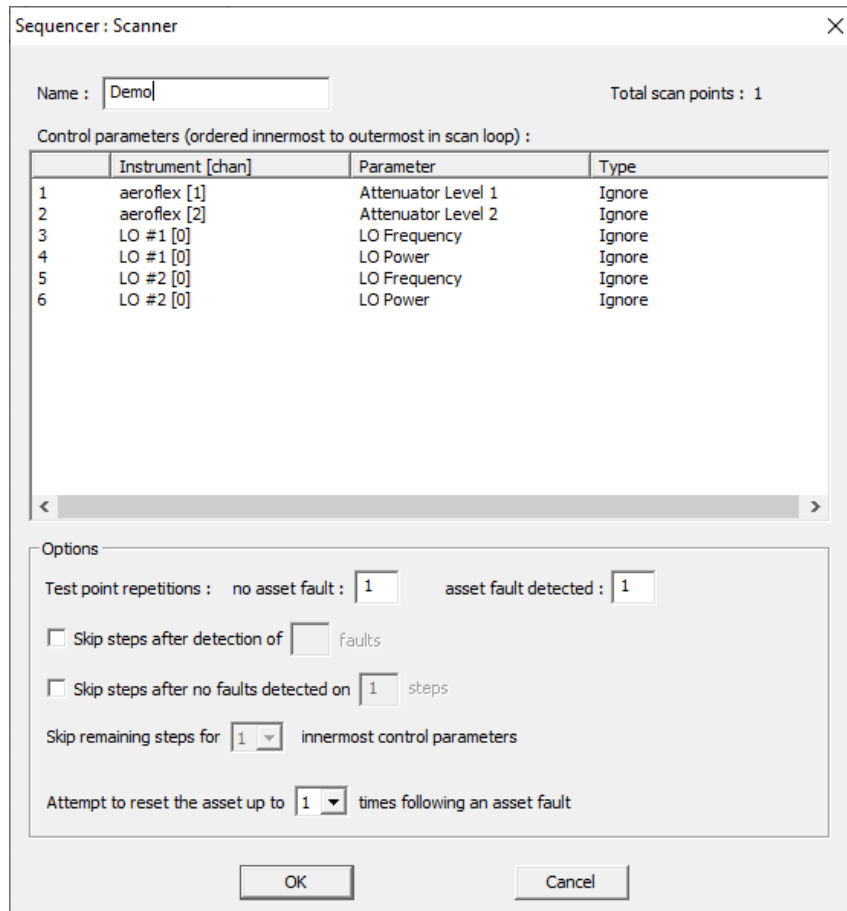 Sequencer : Scanner
Name : Demo Total scan points : 1
Control parameters (ordered innermost to outermost in scan loop) :
Instrument [chan] Parameter Type
1 aeroflex [1] Attenuator Level 1 Ignore
2 aeroflex [2] Attenuator Level 2 Ignore
3 LO #1 [0] LO Frequency Ignore
4 LO #1 [0] LO Power Ignore
5 LO #2 [0] LO Frequency Ignore
6 LO #2 [0] LO Power Ignore
Options
Test point repetitions : no asset fault : 1 asset fault detected : 1
Skip steps after detection of faults
Skip steps after no faults detected on 1 steps
Skip remaining steps for 1 innermost control parameters
Attempt to reset the asset up to 1 times following an asset fault
OK Cancel